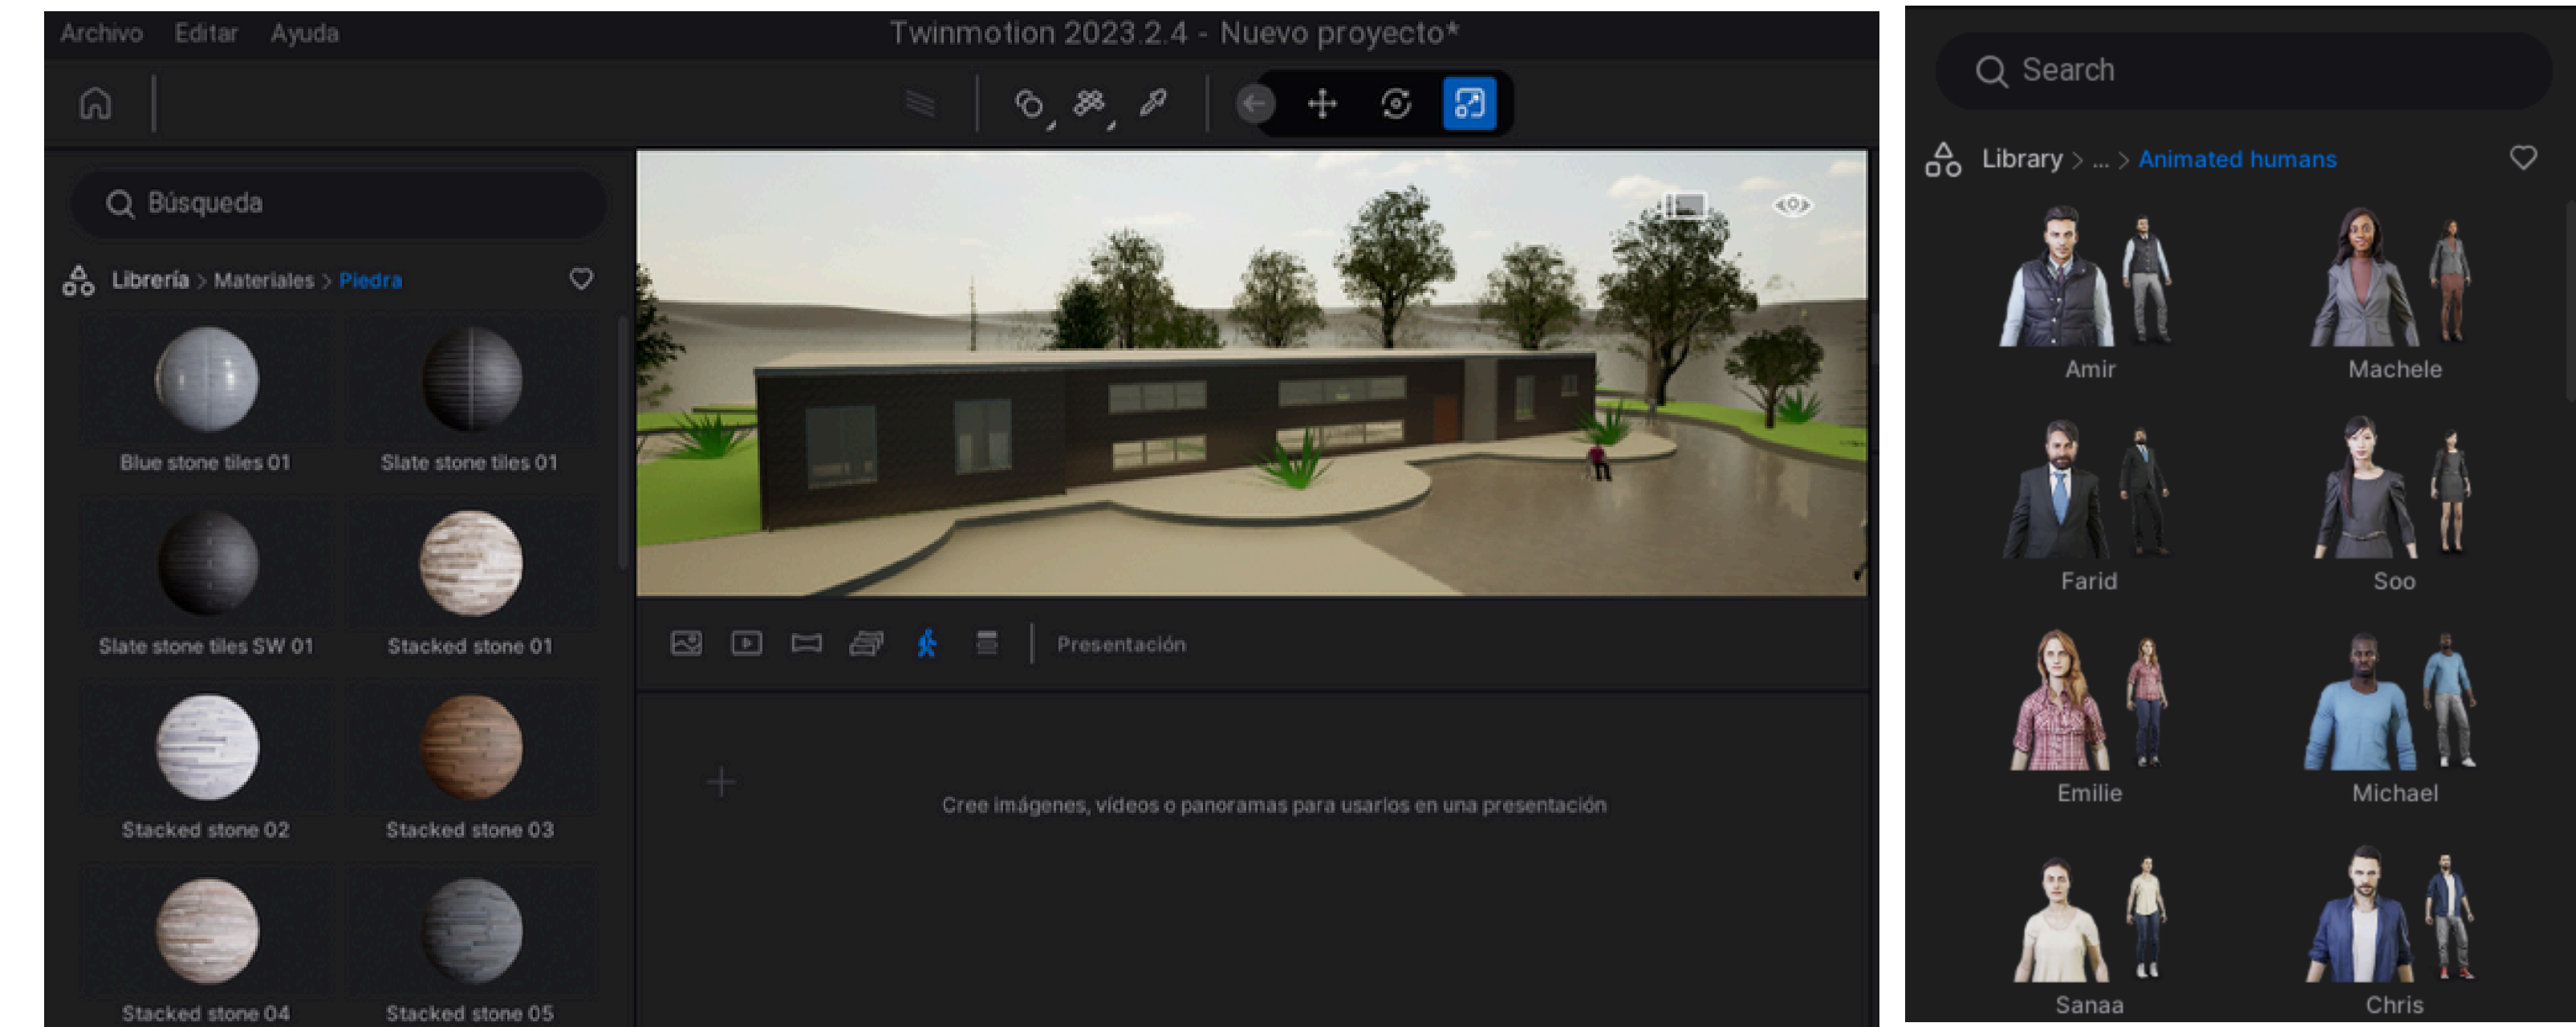 Archivo Editar Ayuda
Twinmotion 2023.2.4 - Nuevo proyecto*
Búsqueda
Librería > Materiales > Piedra
Blue stone tiles 01
Slate stone tiles 01
Slate stone tiles SW 01
Stacked stone 01
Stacked stone 02
Stacked stone 03
Stacked stone 04
Stacked stone 05
Presentación
Cree imágenes, vídeos o panoramas para usarlos en una presentación
Search
Library > ... > Animated humans
Amir
Machele
Farid
Soo
Emilie
Michael
Sanaa
Chris